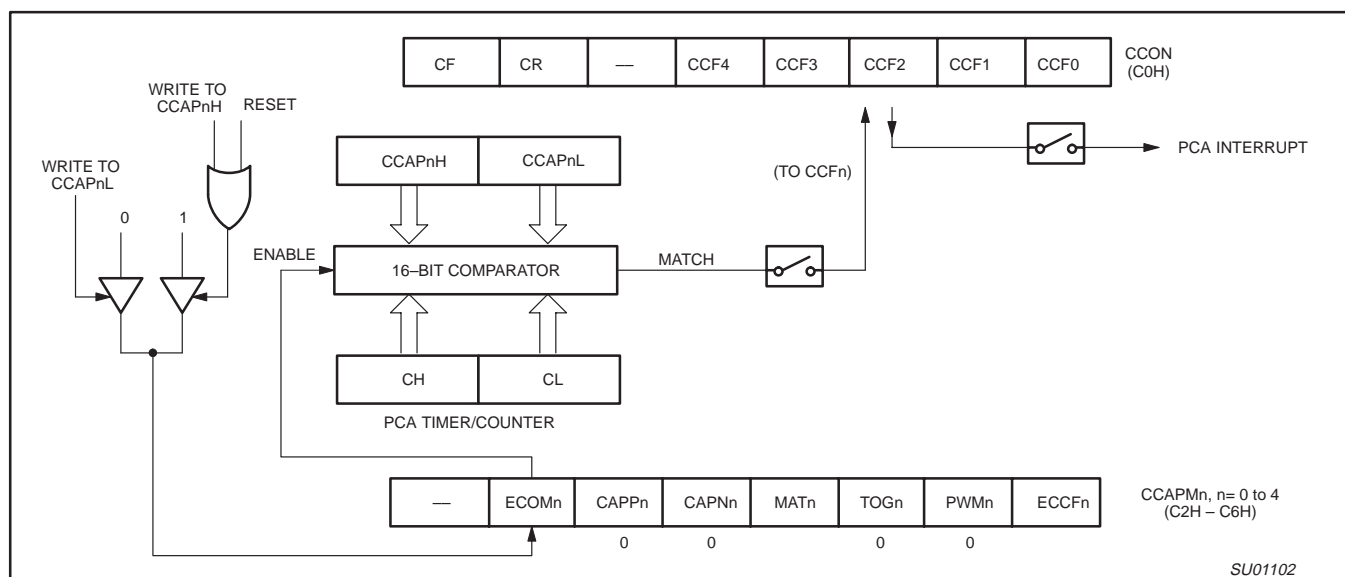 CF CR — CCF4 CCF3 CCF2 CCF1 CCF0
CCON
(C0H)
WRITE TO
CCAPnH
RESET
WRITE TO
CCAPnL
0 1
CCAPnH CCAPnL
(TO CCFn)
PCA INTERRUPT
ENABLE
16–BIT COMPARATOR
MATCH
CH CL
PCA TIMER/COUNTER
— ECOMn CAPPn CAPNn MATn TOGn PWMn ECCFn
CCAPMn, n= 0 to 4
(C2H – C6H)
0 0 0 0
SU01102